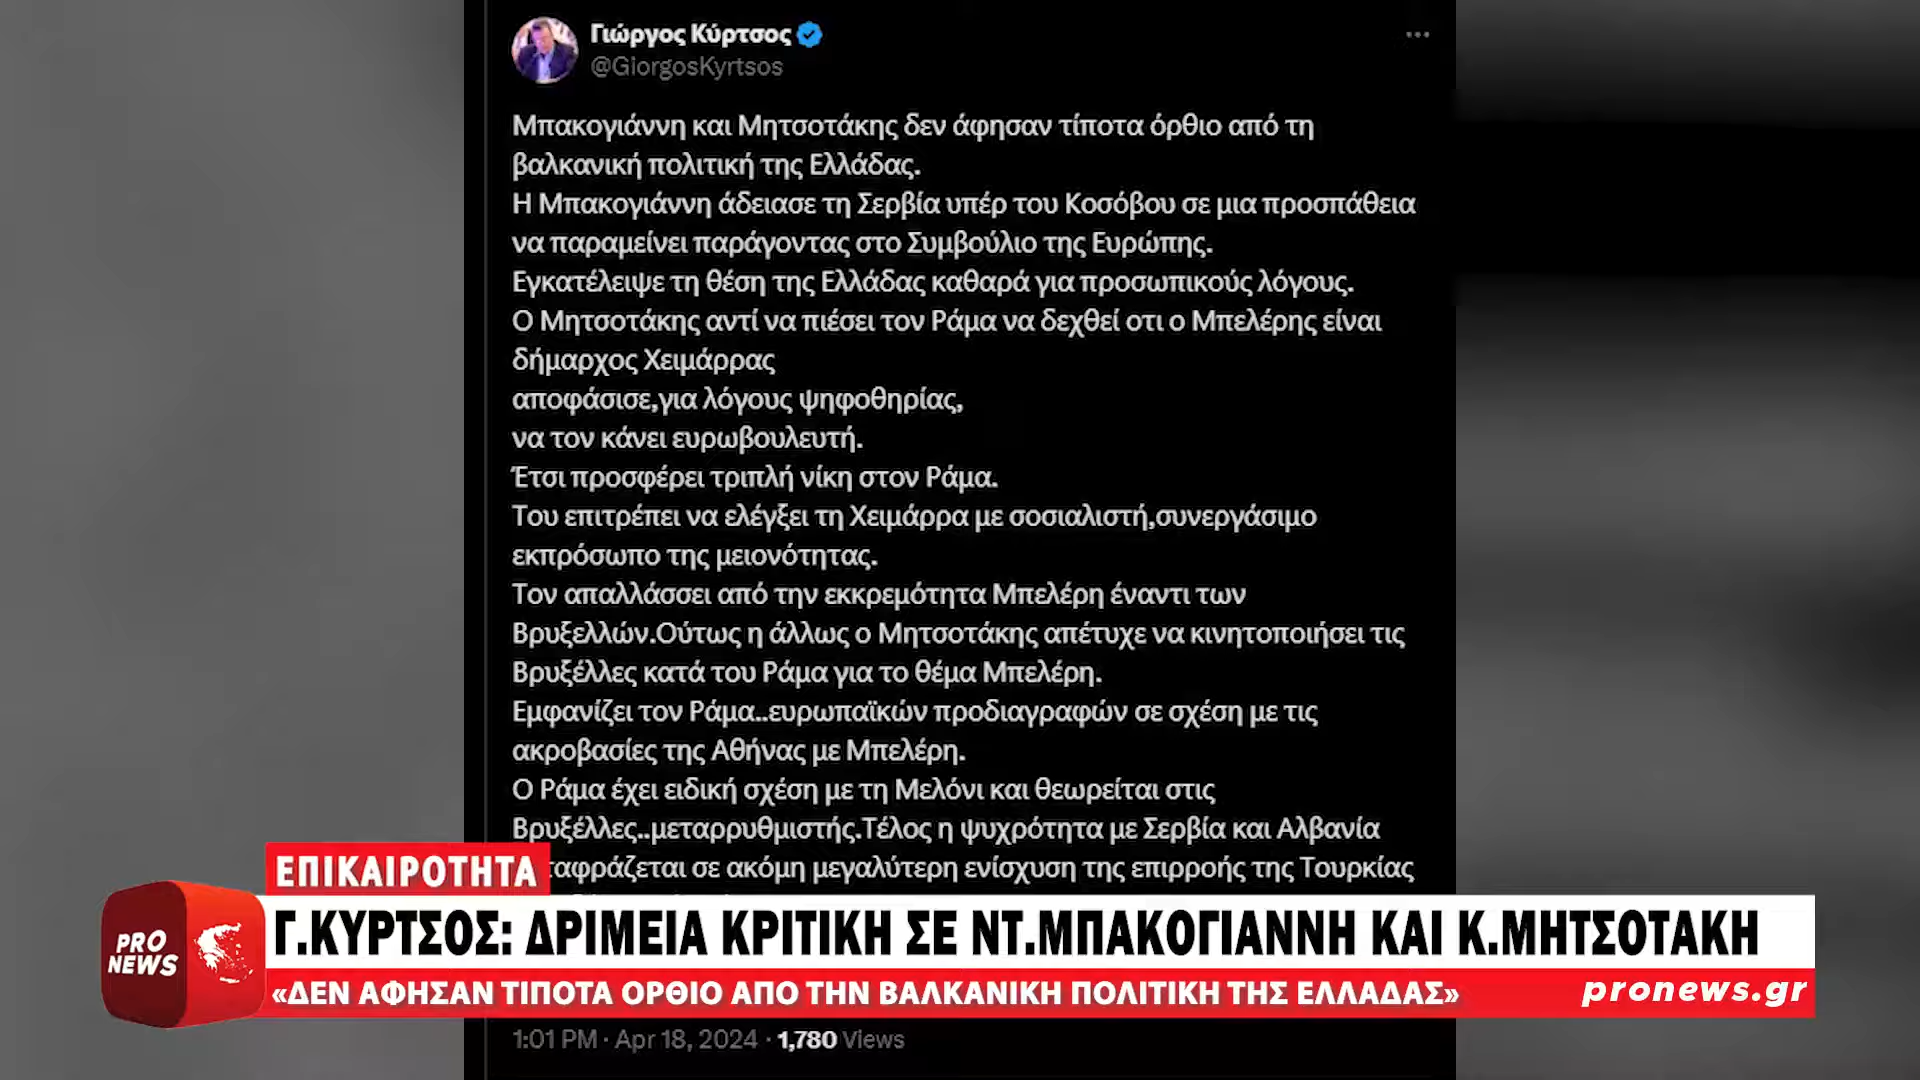 Γιώργος Κύρτσος
@GiorgosKyrtsos
Μπακογιάννη και Μητσοτάκης δεν άφησαν τίποτα όρθιο από τη
βαλκανική πολιτική της Ελλάδας.
Η Μπακογιάννη άδειασε τη Σερβία υπέρ του Κοσόβου σε μια προσπάθεια
να παραμείνει παράγοντας στο Συμβούλιο της Ευρώπης.
Εγκατέλειψε τη θέση της Ελλάδας καθαρά για προσωπικούς λόγους.
Ο Μητσοτάκης αντί να πιέσει τον Ράμα να δεχθεί οτι ο Μπελέρης είναι
δήμαρχος Χειμάρρας
αποφάσισε,για λόγους ψηφοθηρίας,
να τον κάνει ευρωβουλευτή.
Έτσι προσφέρει τριπλή νίκη στον Ράμα.
Του επιτρέπει να ελέγξει τη Χειμάρρα με σοσιαλιστή,συνεργάσιμο
εκπρόσωπο της μειονότητας.
Τον απαλλάσσει από την εκκρεμότητα Μπελέρη έναντι των
Βρυξελλών.Ούτως η άλλως ο Μητσοτάκης απέτυχε να κινητοποιήσει τις
Βρυξέλλες κατά του Ράμα για το θέμα Μπελέρη.
Εμφανίζει τον Ράμα..ευρωπαϊκών προδιαγραφών σε σχέση με τις
ακροβασίες της Αθήνας με Μπελέρη.
Ο Ράμα έχει ειδική σχέση με τη Μελόνι και θεωρείται στις
Βρυξέλλες..μεταρρυθμιστής.Τέλος η ψυχρότητα με Σερβία και Αλβανία
ταφράζεται σε ακόμη μεγαλύτερη ενίσχυση της επιρροής της Τουρκίας
ΕΠΙΚΑΙΡΟΤΗΤΑ
PRO NEWS
Γ.ΚΥΡΤΣΟΣ: ΔΡΙΜΕΙΑ ΚΡΙΤΙΚΗ ΣΕ ΝΤ.ΜΠΑΚΟΓΙΑΝΝΗ ΚΑΙ Κ.ΜΗΤΣΟΤΑΚΗ
«ΔΕΝ ΑΦΗΣΑΝ ΤΙΠΟΤΑ ΟΡΘΙΟ ΑΠΟ ΤΗΝ ΒΑΛΚΑΝΙΚΗ ΠΟΛΙΤΙΚΗ ΤΗΣ ΕΛΛΑΔΑΣ»
pronews.gr
1:01 PM · Apr 18, 2024 · 1,780 Views